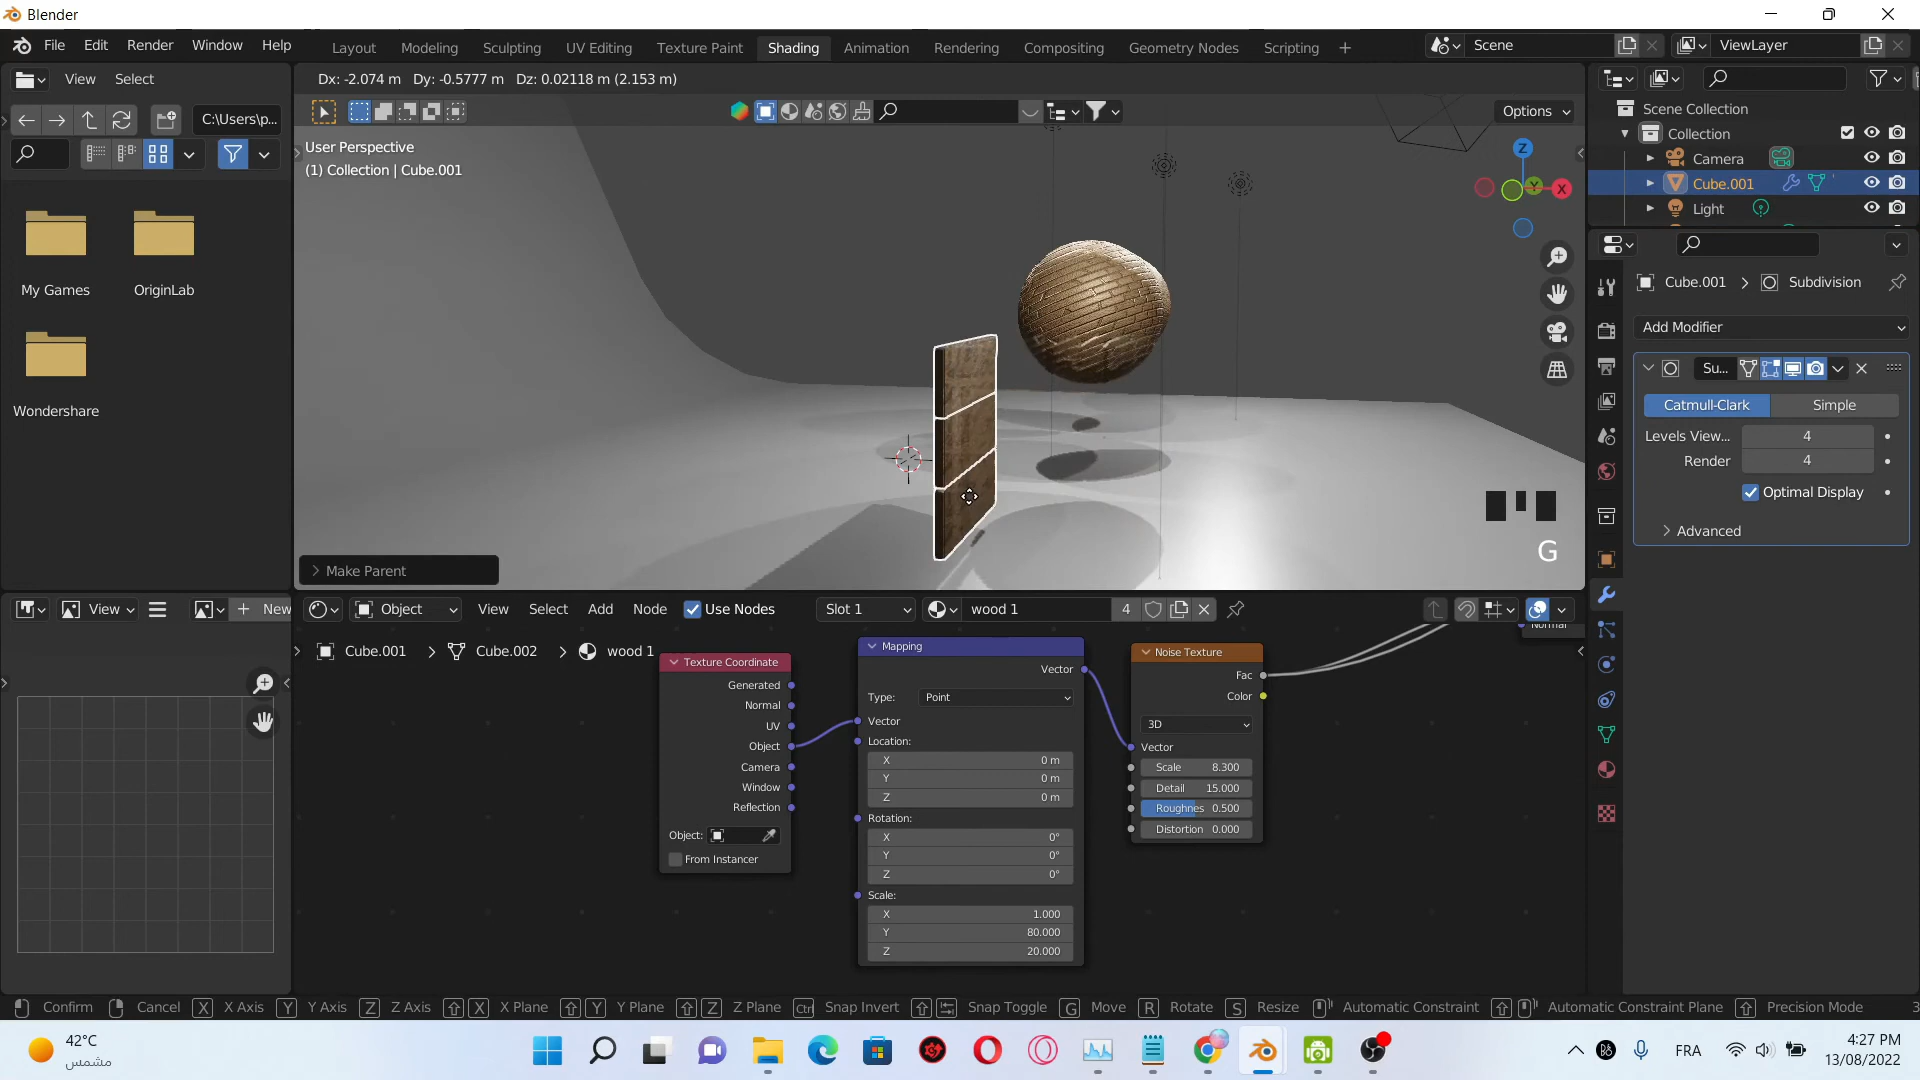 Blender
File Edit Render Window Help
Layout Modeling Sculpting UV Editing Texture Paint Shading Animation Rendering Compositing Geometry Nodes Scripting +
Scene
ViewLayer
View Select
Dx: -2.074 m Dy: -0.5777 m Dz: 0.02118 m (2.153 m)
C:\Users\p...
Options
User Perspective
(1) Collection | Cube.001
Scene Collection
Collection
Camera
Cube.001
Light
My Games
OriginLab
Wondershare
Z
Y
X
Cube.001 > Subdivision
Add Modifier
Su...
Catmull-Clark Simple
Levels View... 4
Render 4
Optimal Display
Advanced
G
Make Parent
View
+ New
Object View Select Add Node Use Nodes
Slot 1
wood 1
4
Cube.001 > Cube.002 > wood 1
Texture Coordinate
Generated
Normal
UV
Object
Camera
Window
Reflection
Object:
From Instancer
Mapping
Vector
Type: Point
Vector
Location:
X 0 m
Y 0 m
Z 0 m
Rotation:
X 0°
Y 0°
Z 0°
Scale:
X 1.000
Y 80.000
Z 20.000
Noise Texture
Fac
Color
3D
Vector
Scale 8.300
Detail 15.000
Roughnes 0.500
Distortion 0.000
Normal
Confirm Cancel X X Axis Y Y Axis Z Z Axis X X Plane Y Y Plane Z Z Plane Ctrl Snap Invert Snap Toggle G Move R Rotate S Resize Automatic Constraint Automatic Constraint Plane Precision Mode 3
42°C
مشمس
FRA
4:27 PM
13/08/2022